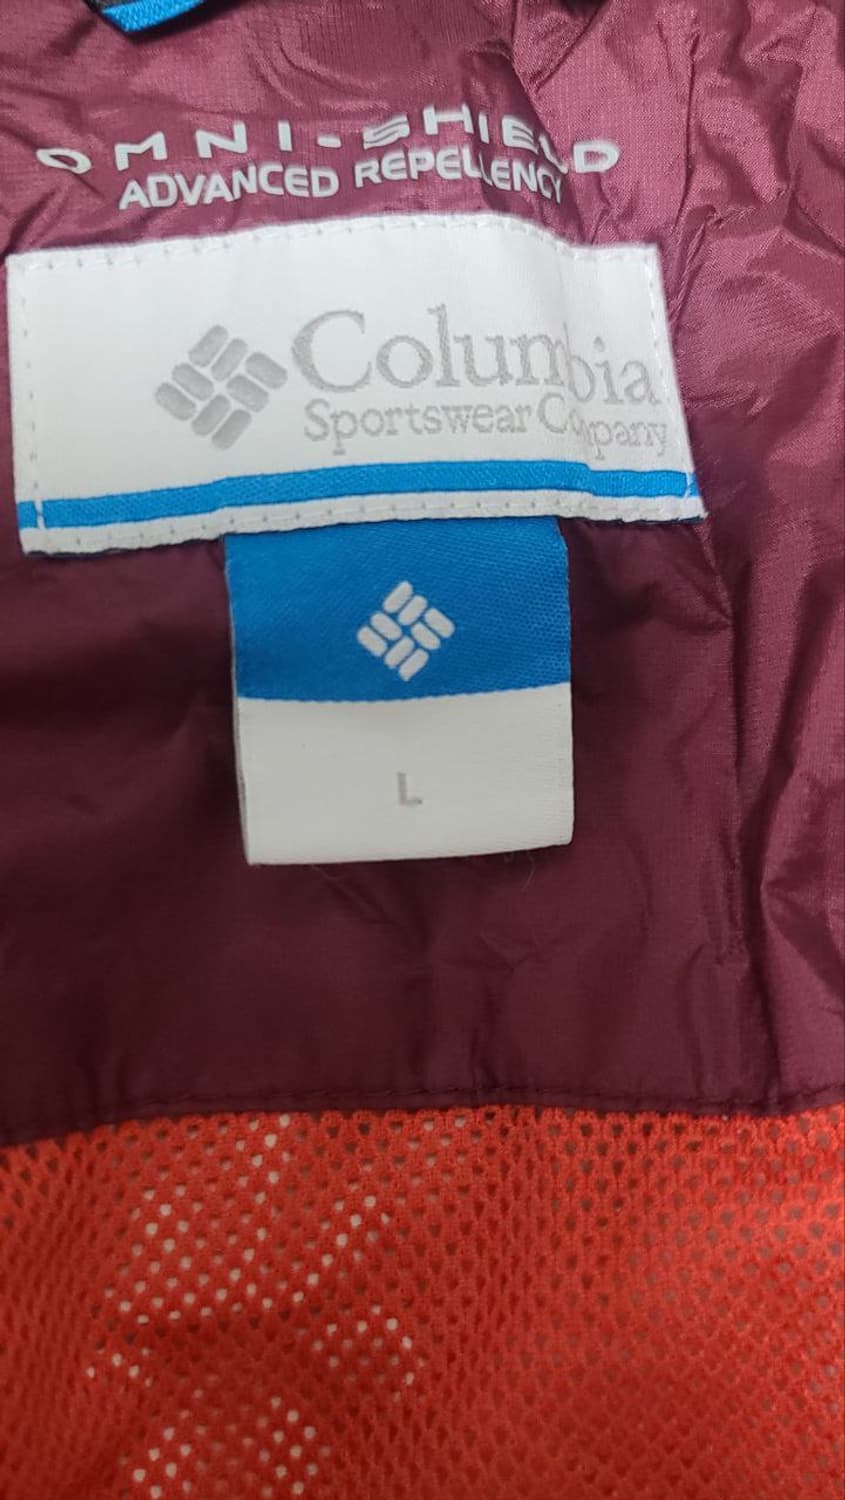 OMNI-SHIELD
ADVANCED REPELLENCY
Columbia
Sportswear Company
L